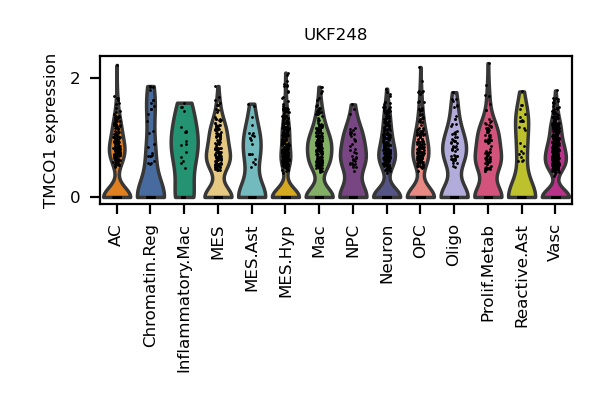 UKF248
TMCO1 expression
2
0
AC
Chromatin.Reg
Inflammatory.Mac
MES
MES.Ast
MES.Hyp
Mac
NPC
Neuron
OPC
Oligo
Prolif.Metab
Reactive.Ast
Vasc